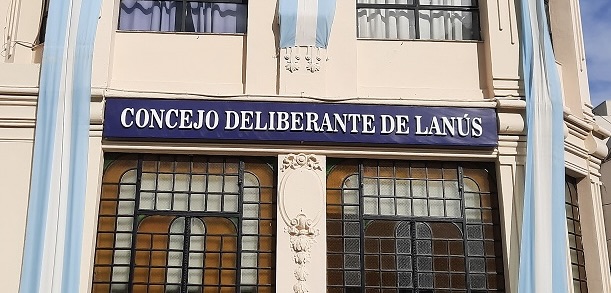 CONCEJO DELIBERANTE DE LANÚS